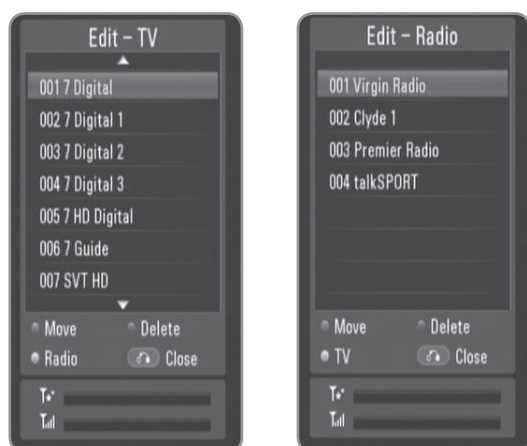 Edit – TV
001 7 Digital
002 7 Digital 1
003 7 Digital 2
004 7 Digital 3
005 7 HD Digital
006 7 Guide
007 SVT HD
Move Delete
Radio Close
Edit – Radio
001 Virgin Radio
002 Clyde 1
003 Premier Radio
004 talkSPORT
Move Delete
TV Close